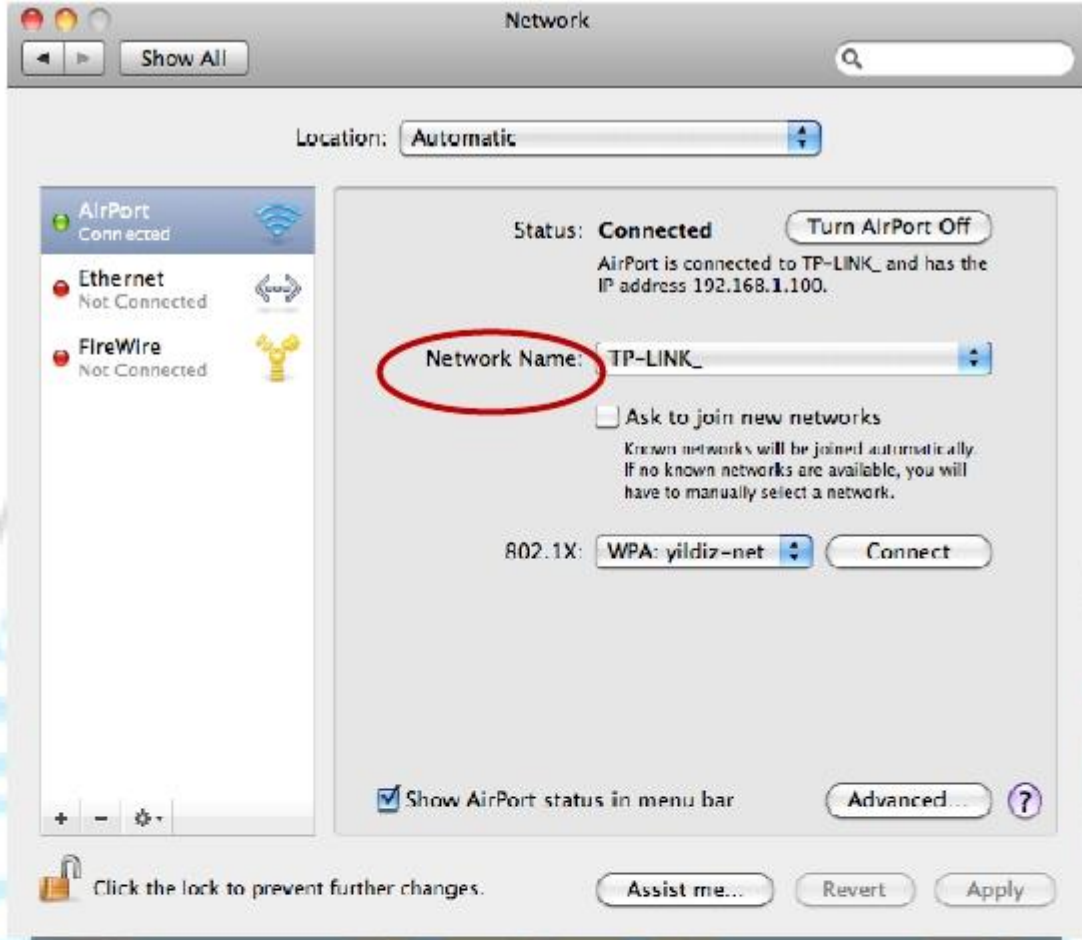 Network
Show All
Location: Automatic
AirPort
Connected
Ethernet
Not Connected
FireWire
Not Connected
Status: Connected
Turn AirPort Off
AirPort is connected to TP-LINK_ and has the
IP address 192.168.1.100.
Network Name: TP-LINK_
Ask to join new networks
Known networks will be joined automatically.
If no known networks are available, you will
have to manually select a network.
802.1X: WPA: yildiz-net
Connect
Show AirPort status in menu bar
Advanced...
?
Click the lock to prevent further changes.
Assist me...
Revert
Apply